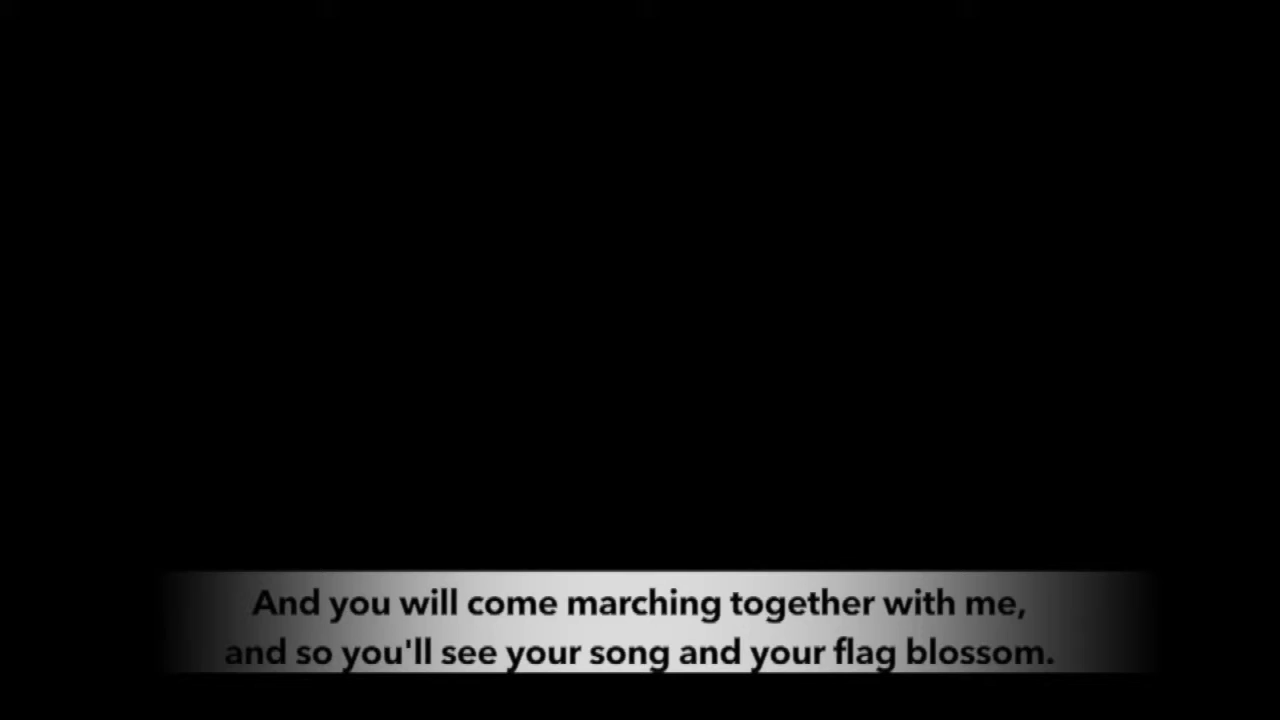 And you will come marching together with me,
and so you'll see your song and your flag blossom.